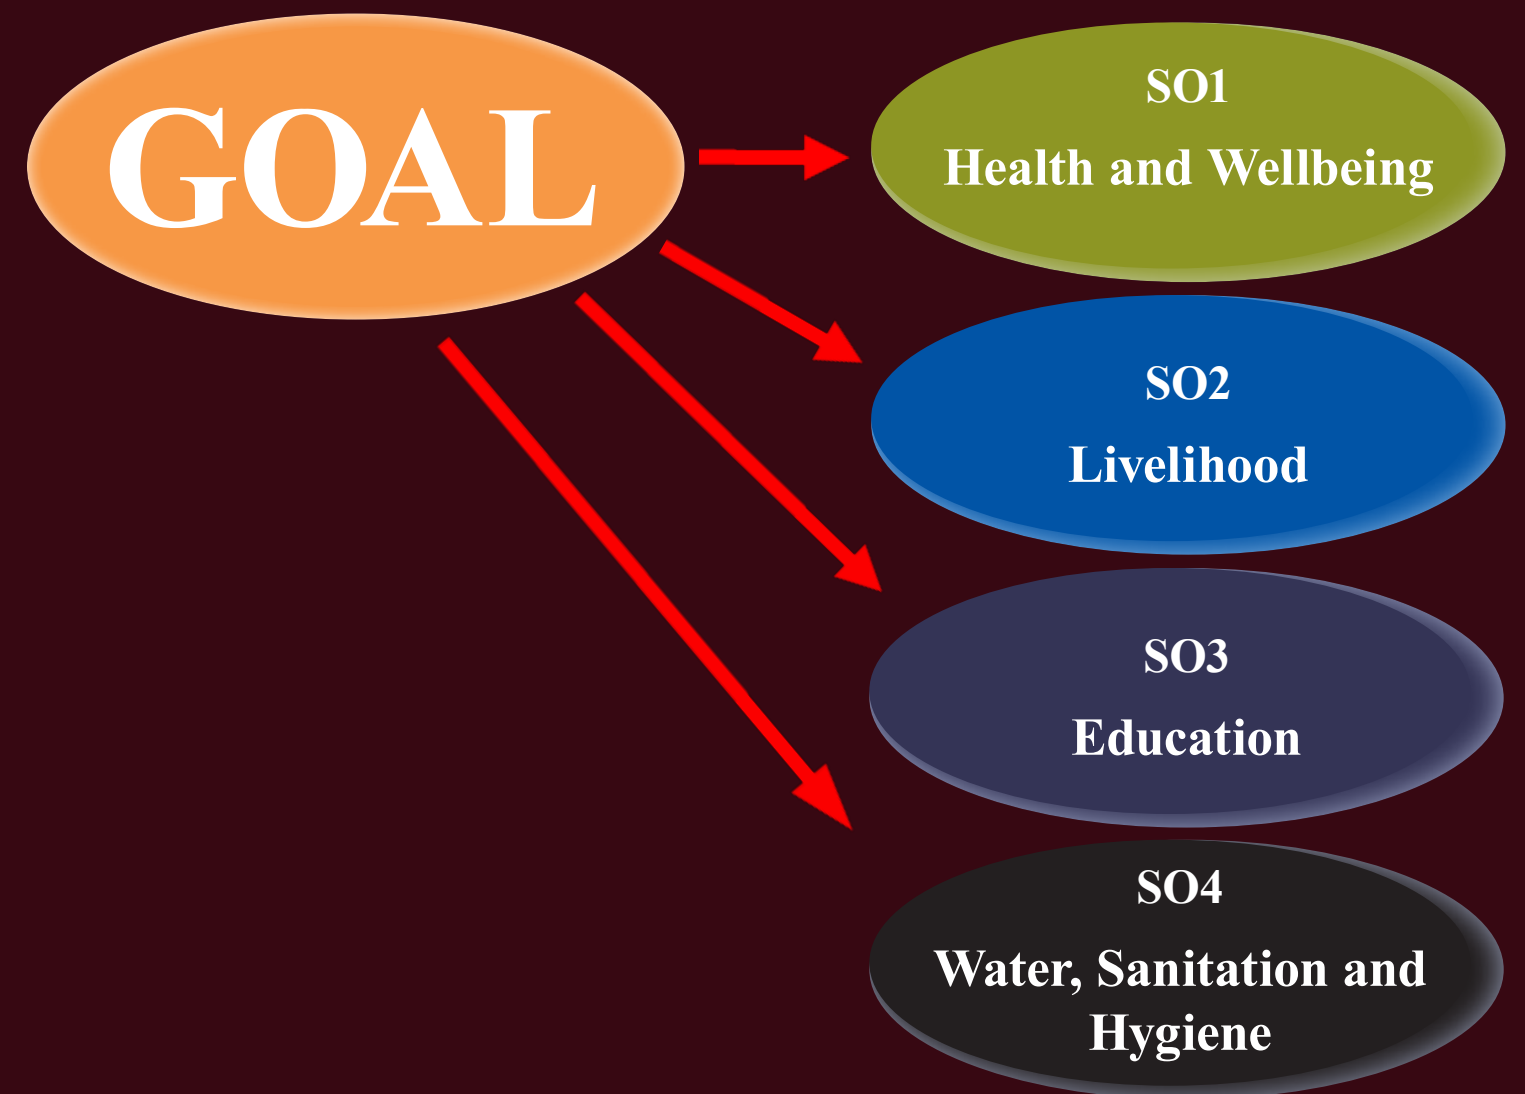 GOAL
SO1
Health and Wellbeing
SO2
Livelihood
SO3
Education
SO4
Water, Sanitation and
Hygiene